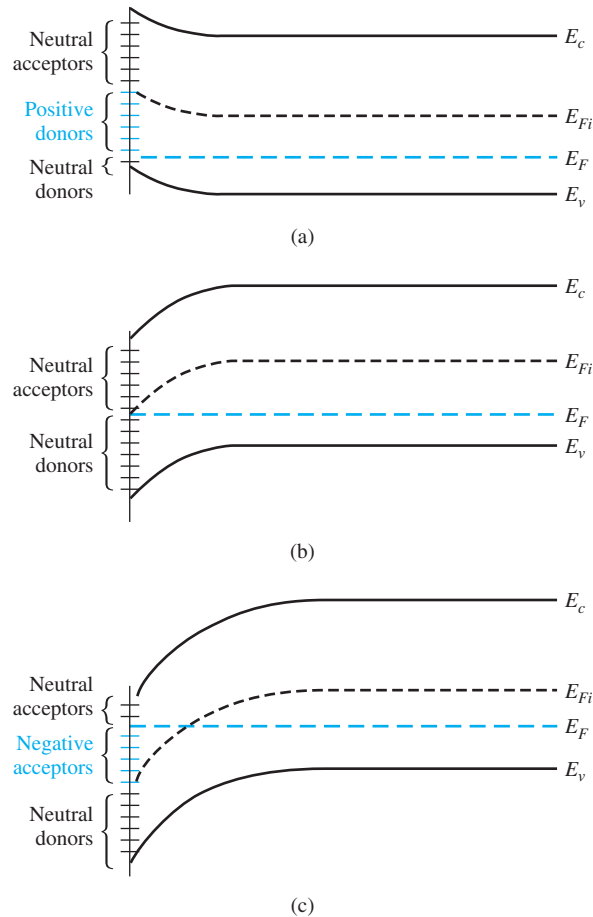 Neutral
acceptors
Positive
donors
Neutral
donors
E_c
E_Fi
E_F
E_v
(a)
Neutral
acceptors
Neutral
donors
E_c
E_Fi
E_F
E_v
(b)
Neutral
acceptors
Negative
acceptors
Neutral
donors
E_c
E_Fi
E_F
E_v
(c)